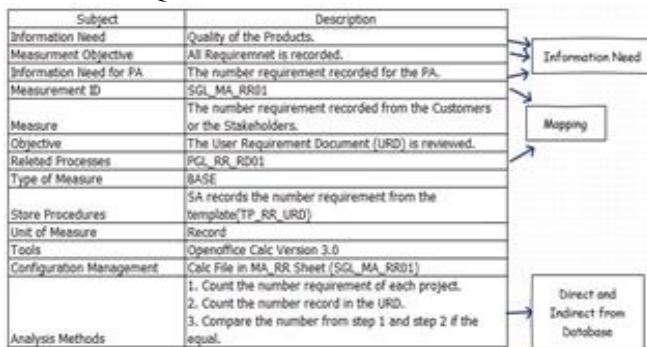 Subject Description
Information Need Quality of the Products.
Measurment Objective All Requiremnet is recorded.
Information Need for PA The number requirement recorded for the PA.
Measurement ID SGL_MA_RR01
Measure The number requirement recorded from the Customers
or the Stakeholders.
Objective The User Requirement Document (URD) is reviewed.
Releted Processes PGL_RR_RD01
Type of Measure BASE
Store Procedures SA records the number requirement from the
template(TP_RR_URD)
Unit of Measure Record
Tools Openoffice Calc Version 3.0
Configuration Management Calc File in MA_RR Sheet (SGL_MA_RR01)
Analysis Methods 1. Count the number requirement of each project.
2. Count the number record in the URD.
3. Compare the number from step 1 and step 2 if the
equal.
Information Need
Mapping
Direct and
Indirect from
Database